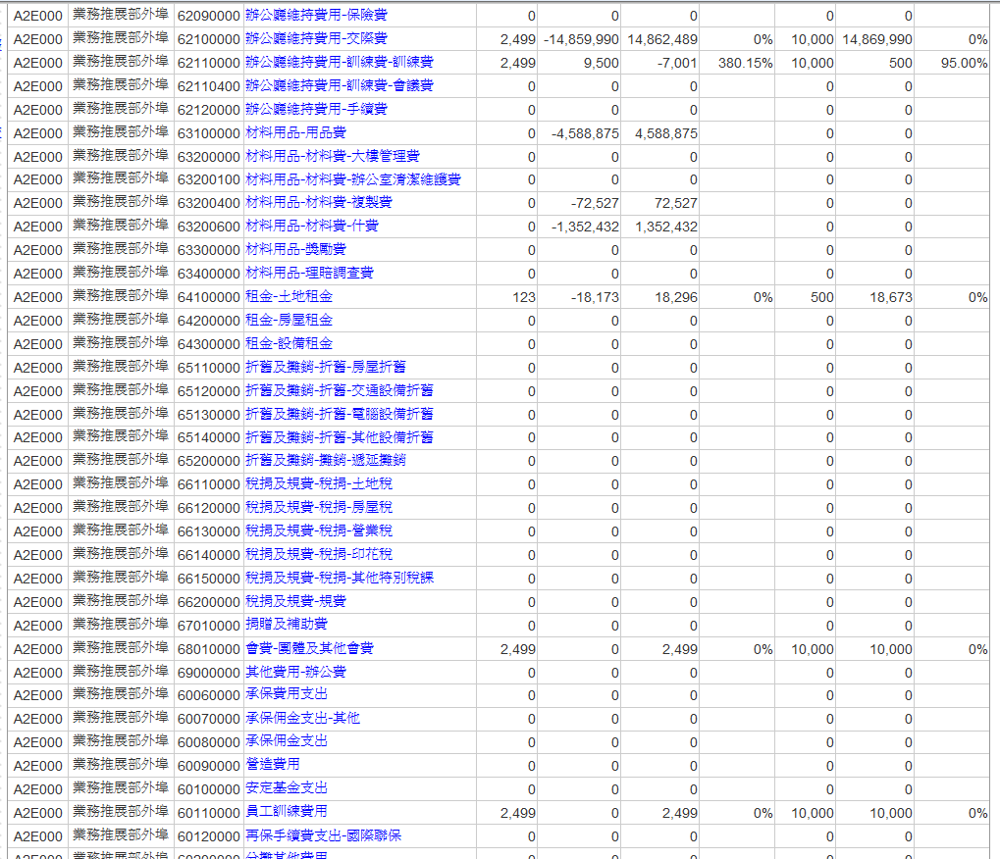 A2E000 業務推展部外埠 62090000 辦公廳維持費用-保險費 0 0 0 0 0
A2E000 業務推展部外埠 62100000 辦公廳維持費用-交際費 2,499 -14,859,990 14,862,489 0% 10,000 14,869,990 0%
A2E000 業務推展部外埠 62110000 辦公廳維持費用-訓練費-訓練費 2,499 9,500 -7,001 380.15% 10,000 500 95.00%
A2E000 業務推展部外埠 62110400 辦公廳維持費用-訓練費-會議費 0 0 0 0 0
A2E000 業務推展部外埠 62120000 辦公廳維持費用-手續費 0 0 0 0 0
A2E000 業務推展部外埠 63100000 材料用品-用品費 0 -4,588,875 4,588,875 0 0
A2E000 業務推展部外埠 63200000 材料用品-材料費-大樓管理費 0 0 0 0 0
A2E000 業務推展部外埠 63200100 材料用品-材料費-辦公室清潔維護費 0 0 0 0 0
A2E000 業務推展部外埠 63200400 材料用品-材料費-複製費 0 -72,527 72,527 0 0
A2E000 業務推展部外埠 63200600 材料用品-材料費-什費 0 -1,352,432 1,352,432 0 0
A2E000 業務推展部外埠 63300000 材料用品-獎勵費 0 0 0 0 0
A2E000 業務推展部外埠 63400000 材料用品-理賠調查費 0 0 0 0 0
A2E000 業務推展部外埠 64100000 租金-土地租金 123 -18,173 18,296 0% 500 18,673 0%
A2E000 業務推展部外埠 64200000 租金-房屋租金 0 0 0 0 0
A2E000 業務推展部外埠 64300000 租金-設備租金 0 0 0 0 0
A2E000 業務推展部外埠 65110000 折舊及攤銷-折舊-房屋折舊 0 0 0 0 0
A2E000 業務推展部外埠 65120000 折舊及攤銷-折舊-交通設備折舊 0 0 0 0 0
A2E000 業務推展部外埠 65130000 折舊及攤銷-折舊-電腦設備折舊 0 0 0 0 0
A2E000 業務推展部外埠 65140000 折舊及攤銷-折舊-其他設備折舊 0 0 0 0 0
A2E000 業務推展部外埠 65200000 折舊及攤銷-攤銷-遞延攤銷 0 0 0 0 0
A2E000 業務推展部外埠 66110000 稅捐及規費-稅捐-土地稅 0 0 0 0 0
A2E000 業務推展部外埠 66120000 稅捐及規費-稅捐-房屋稅 0 0 0 0 0
A2E000 業務推展部外埠 66130000 稅捐及規費-稅捐-營業稅 0 0 0 0 0
A2E000 業務推展部外埠 66140000 稅捐及規費-稅捐-印花稅 0 0 0 0 0
A2E000 業務推展部外埠 66150000 稅捐及規費-稅捐-其他特別稅課 0 0 0 0 0
A2E000 業務推展部外埠 66200000 稅捐及規費-規費 0 0 0 0 0
A2E000 業務推展部外埠 67010000 捐贈及補助費 0 0 0 0 0
A2E000 業務推展部外埠 68010000 會費-團體及其他會費 2,499 0 2,499 0% 10,000 10,000 0%
A2E000 業務推展部外埠 69000000 其他費用-辦公費 0 0 0 0 0
A2E000 業務推展部外埠 60060000 承保費用支出 0 0 0 0 0
A2E000 業務推展部外埠 60070000 承保佣金支出-其他 0 0 0 0 0
A2E000 業務推展部外埠 60080000 承保佣金支出 0 0 0 0 0
A2E000 業務推展部外埠 60090000 營造費用 0 0 0 0 0
A2E000 業務推展部外埠 60100000 安定基金支出 0 0 0 0 0
A2E000 業務推展部外埠 60110000 員工訓練費用 2,499 0 2,499 0% 10,000 10,000 0%
A2E000 業務推展部外埠 60120000 再保手續費支出-國際聯保 0 0 0 0 0